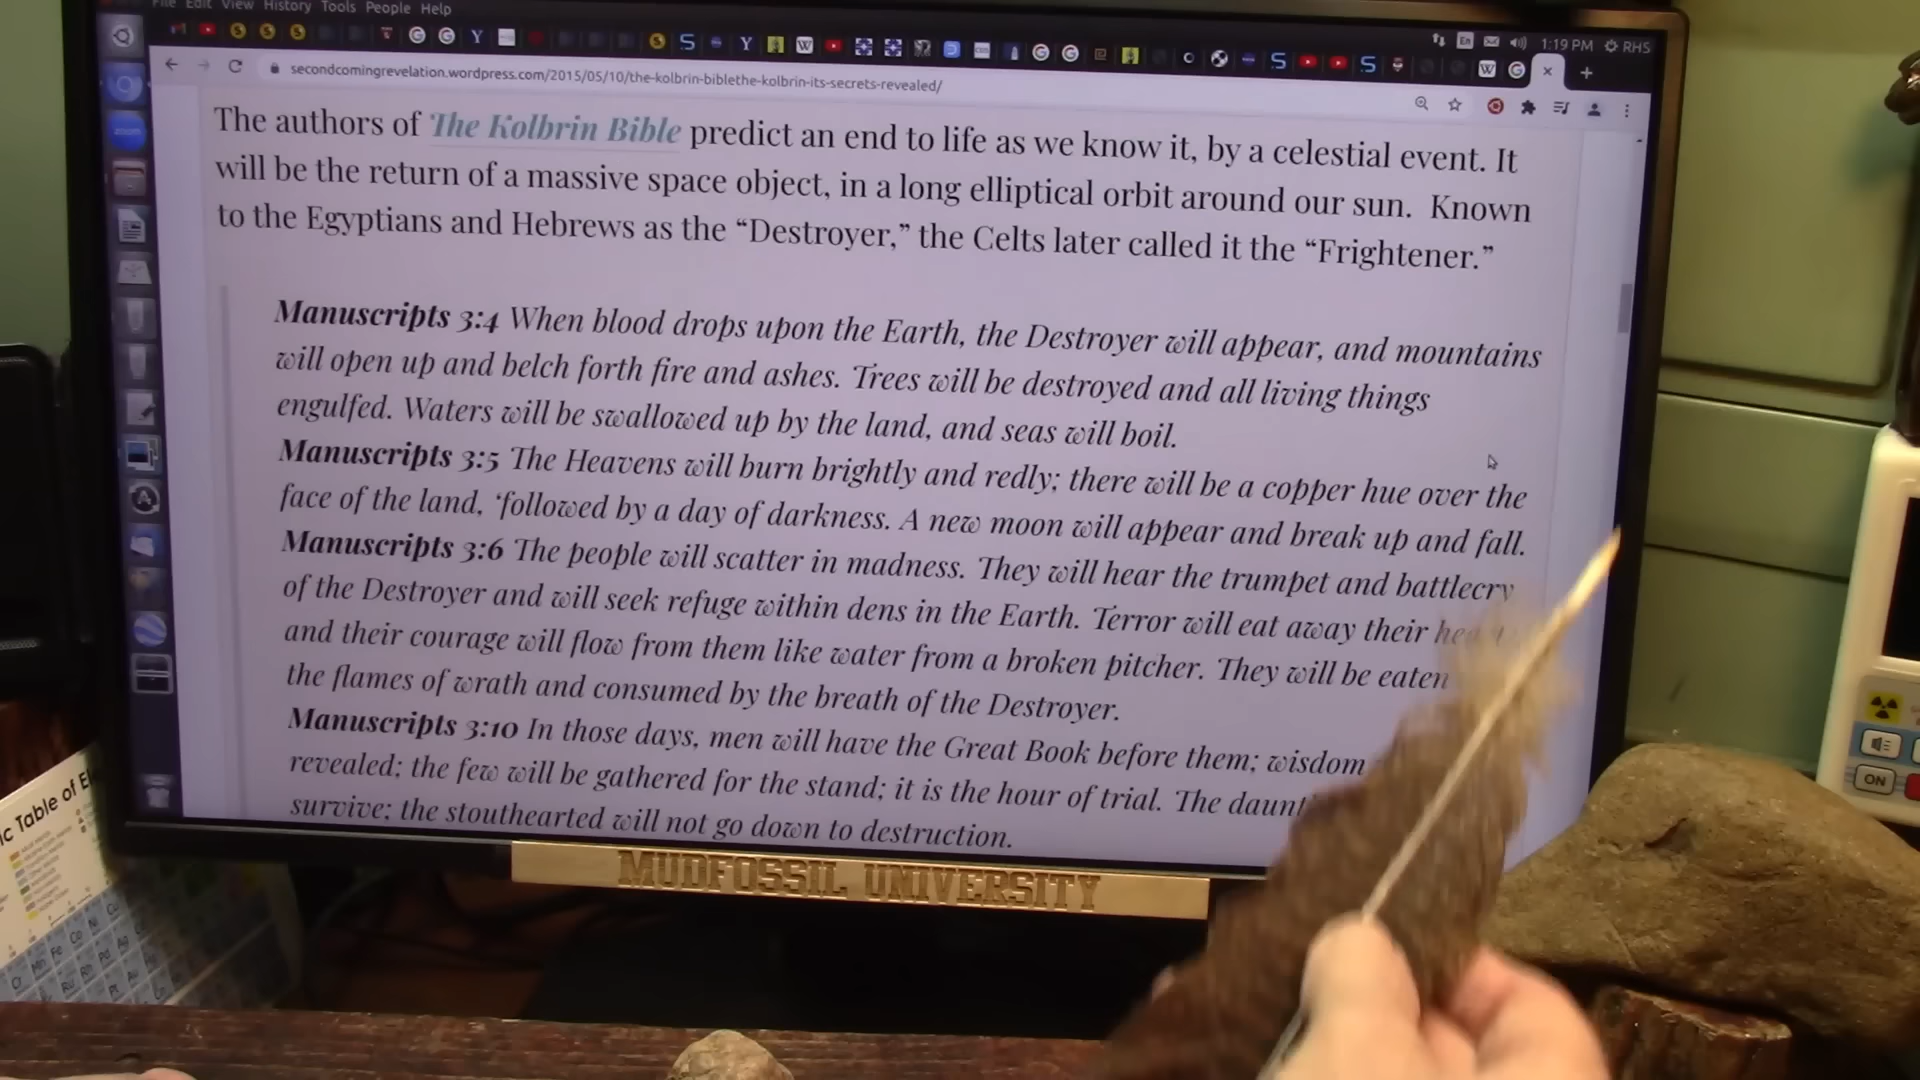 File Edit View History Tools People Help
1:19 PM RHS
secondcomingrevelation.wordpress.com/2015/05/10/the-kolbrin-biblethe-kolbrin-its-secrets-revealed/
The authors of The Kolbrin Bible predict an end to life as we know it, by a celestial event. It
will be the return of a massive space object, in a long elliptical orbit around our sun. Known
to the Egyptians and Hebrews as the “Destroyer,” the Celts later called it the “Frightener.”
Manuscripts 3:4 When blood drops upon the Earth, the Destroyer will appear, and mountains
will open up and belch forth fire and ashes. Trees will be destroyed and all living things
engulfed. Waters will be swallowed up by the land, and seas will boil.
Manuscripts 3:5 The Heavens will burn brightly and redly; there will be a copper hue over the
face of the land, ‘followed by a day of darkness. A new moon will appear and break up and fall.
Manuscripts 3:6 The people will scatter in madness. They will hear the trumpet and battlecry
of the Destroyer and will seek refuge within dens in the Earth. Terror will eat away their
and their courage will flow from them like water from a broken pitcher. They will be eaten
the flames of wrath and consumed by the breath of the Destroyer.
Manuscripts 3:10 In those days, men will have the Great Book before them; wisdom
revealed; the few will be gathered for the stand; it is the hour of trial. The
survive; the stouthearted will not go down to destruction.
MUDFOSSIL UNIVERSITY
Table of
ON